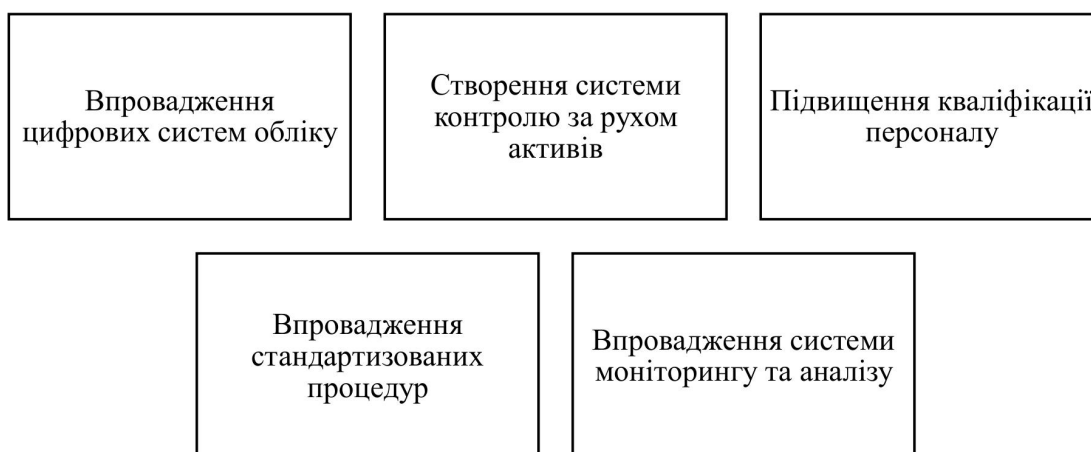 Впровадження
цифрових систем обліку
Створення системи
контролю за рухом
активів
Підвищення кваліфікації
персоналу
Впровадження
стандартизованих
процедур
Впровадження системи
моніторингу та аналізу